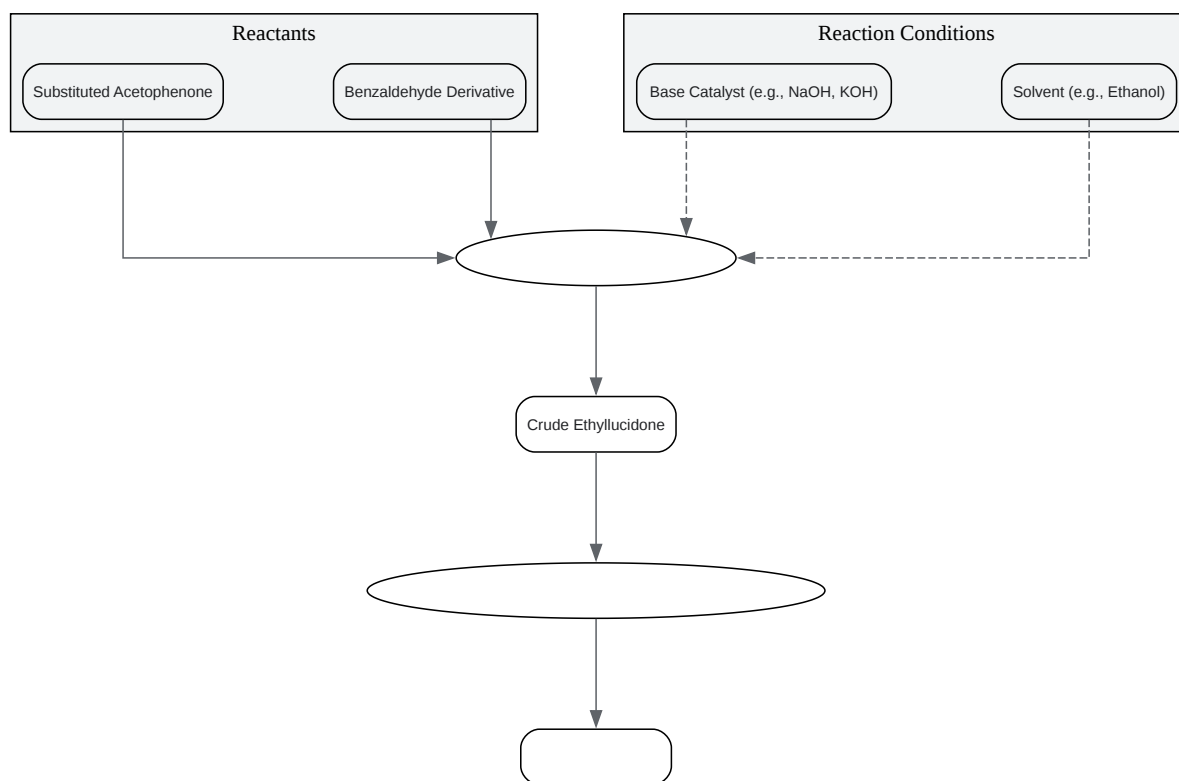 Reactants
Reaction Conditions
Substituted Acetophenone
Benzaldehyde Derivative
Base Catalyst (e.g., NaOH, KOH)
Solvent (e.g., Ethanol)
Crude Ethyllucidone